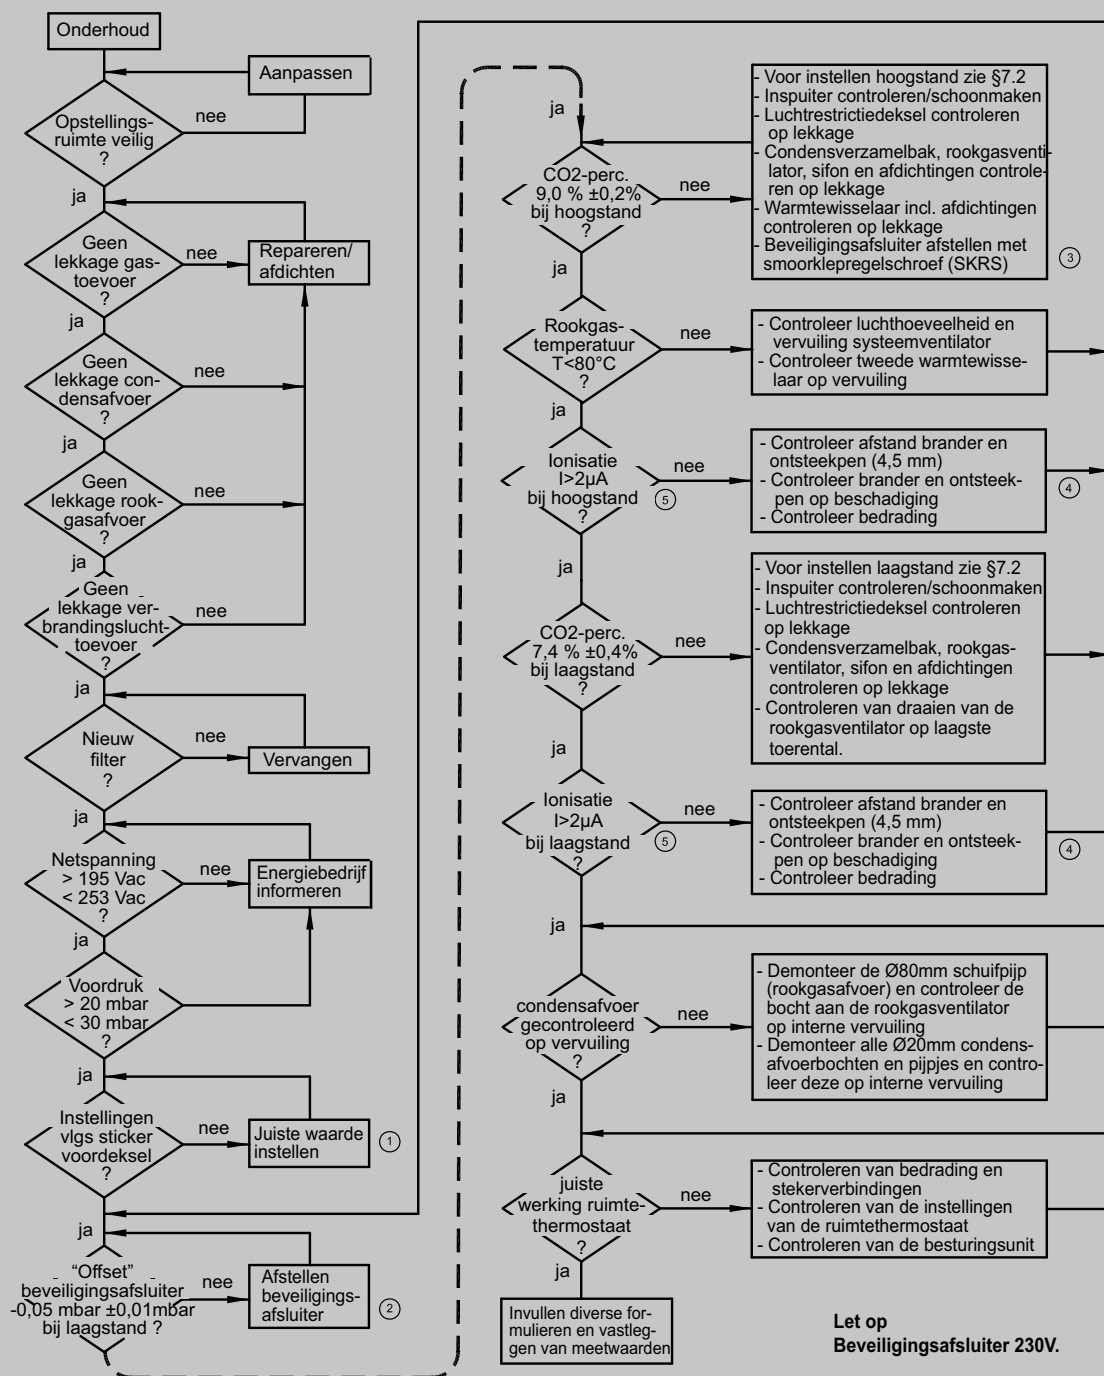 Onderhoud
Aanpassen
nee
Opstellings-
ruimte veilig
?
ja
Geen
lekkage gas-
toevoer
?
nee
Repareren/
afdichten
ja
Geen
lekkage con-
densafvoer
?
nee
ja
Geen
lekkage rook-
gasafvoer
?
nee
ja
Geen
lekkage ver-
brandingslucht-
toevoer
?
nee
ja
Nieuw
filter
?
nee
Vervangen
ja
Netspanning
> 195 Vac
< 253 Vac
?
nee
Energiebedrijf
informeren
ja
Voordruk
> 20 mbar
< 30 mbar
?
ja
Instellingen
vlgs sticker
voordeksel
?
nee
Juiste waarde
instellen
1
ja
“Offset”
beveiligingsafsluiter
-0,05 mbar ±0,01mbar
bij laagstand ?
nee
Afstellen
beveiligings-
afsluiter
2
ja
CO2-perc.
9,0 % ±0,2%
bij hoogstand
?
nee
- Voor instellen hoogstand zie §7.2
- Inspuiter controleren/schoonmaken
- Luchtrestrictiedeksel controleren
op lekkage
- Condensverzamelbak, rookgasventi-
lator, sifon en afdichtingen controle-
ren op lekkage
- Warmtewisselaar incl. afdichtingen
controleren op lekkage
- Beveiligingsafsluiter afstellen met
smoorklepregelschroef (SKRS)
3
ja
Rookgas-
temperatuur
T<80°C
?
nee
- Controleer luchthoeveelheid en
vervuiling systeemventilator
- Controleer tweede warmtewisse-
laar op vervuiling
ja
Ionisatie
I>2µA
bij hoogstand
?
nee
5
- Controleer afstand brander en
ontsteekpen (4,5 mm)
- Controleer brander en ontsteek-
pen op beschadiging
- Controleer bedrading
4
ja
CO2-perc.
7,4 % ±0,4%
bij laagstand
?
nee
- Voor instellen laagstand zie §7.2
- Inspuiter controleren/schoonmaken
- Luchtrestrictiedeksel controleren
op lekkage
- Condensverzamelbak, rookgas-
ventilator, sifon en afdichtingen
controleren op lekkage
- Controleren van draaien van de
rookgasventilator op laagste
toerental.
ja
Ionisatie
I>2µA
bij laagstand
?
nee
5
- Controleer afstand brander en
ontsteekpen (4,5 mm)
- Controleer brander en ontsteek-
pen op beschadiging
- Controleer bedrading
4
ja
condensafvoer
gecontroleerd
op vervuiling
?
nee
- Demonteer de Ø80mm schuifpijp
(rookgasafvoer) en controleer de
bocht aan de rookgasventilator
op interne vervuiling
- Demonteer alle Ø20mm condens-
afvoerbochten en pijpjes en contro-
leer deze op interne vervuiling
ja
juiste
werking ruimte-
thermostaat
?
nee
- Controleren van bedrading en
stekerverbindingen
- Controleren van de instellingen
van de ruimtethermostaat
- Controleren van de besturingsunit
ja
Invullen diverse for-
mulieren en vastleg-
gen van meetwaarden
Let op
Beveiligingsafsluiter 230V.